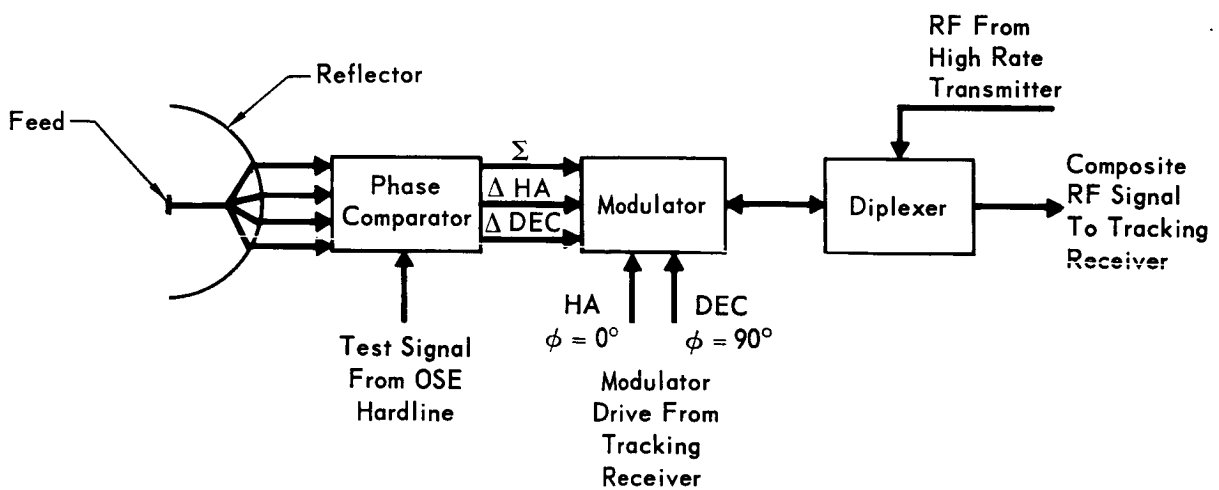 Feed
Reflector
Phase
Comparator
Σ
Δ HA
Δ DEC
Modulator
Diplexer
RF From
High Rate
Transmitter
Composite
RF Signal
To Tracking
Receiver
Test Signal
From OSE
Hardline
HA
ϕ = 0°
DEC
ϕ = 90°
Modulator
Drive From
Tracking
Receiver